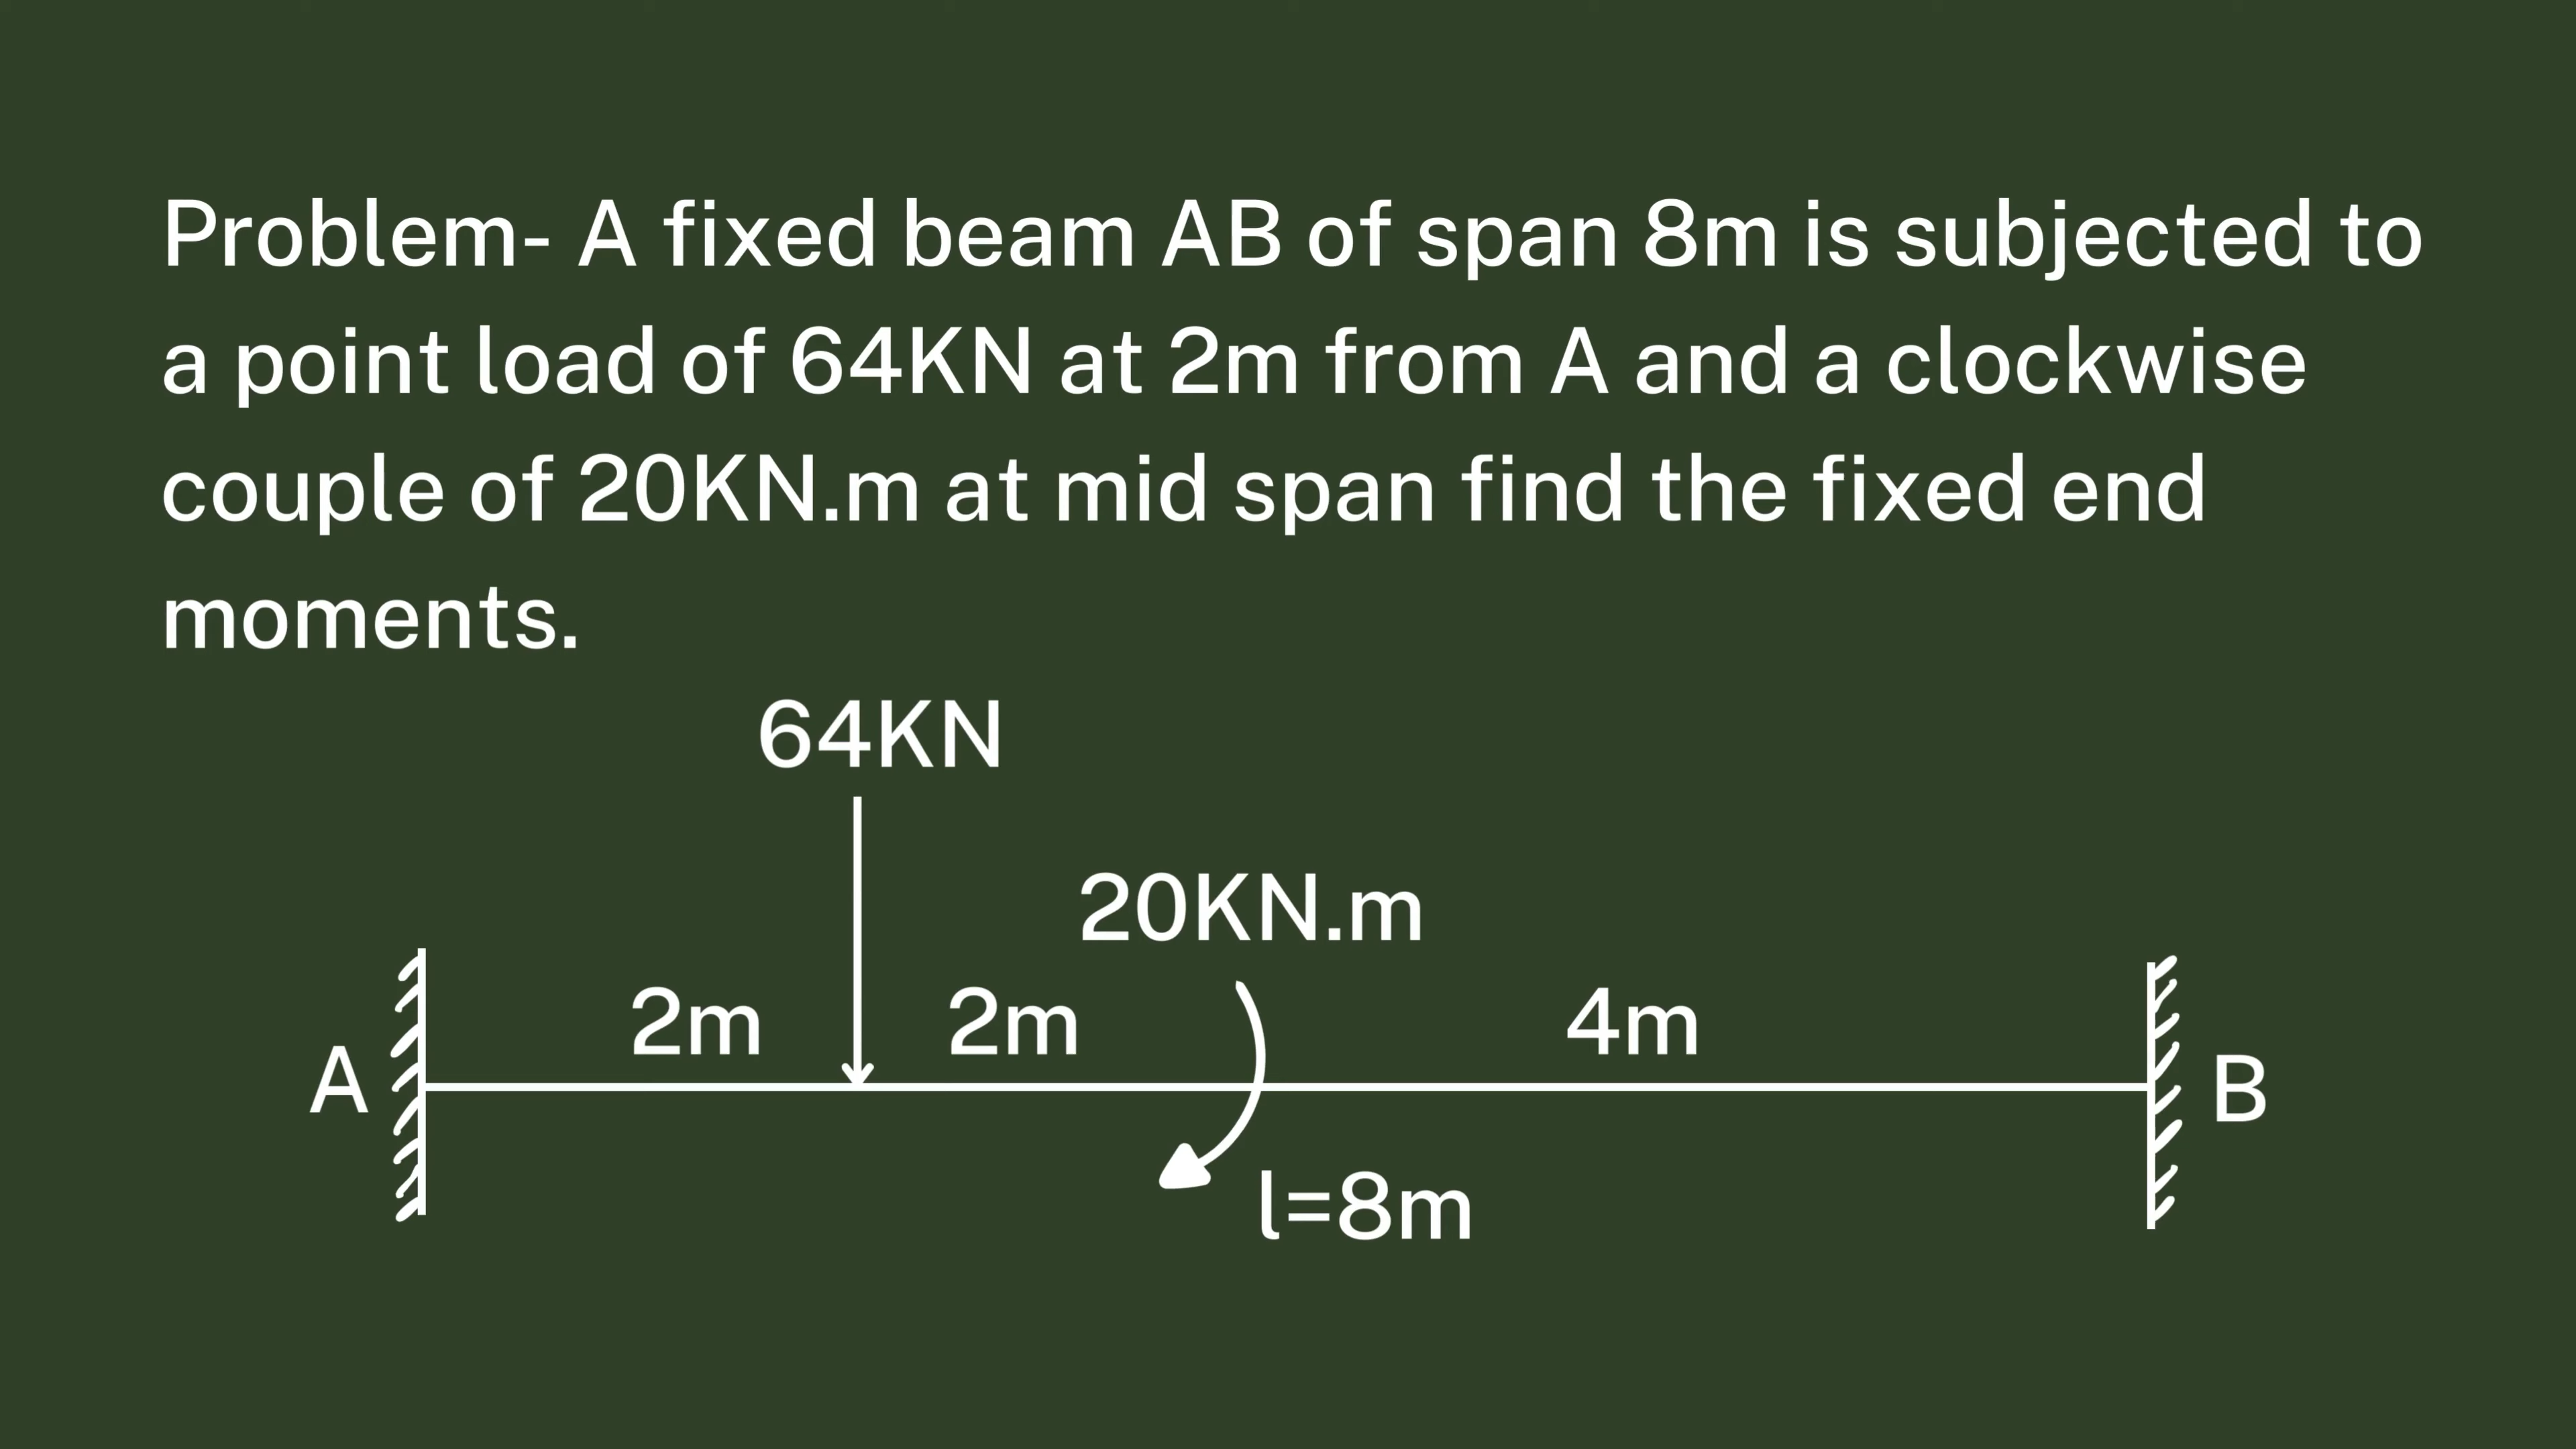 Problem- A fixed beam AB of span 8m is subjected to
a point load of 64KN at 2m from A and a clockwise
couple of 20KN.m at mid span find the fixed end
moments.
64KN
20KN.m
2m
2m
4m
A
B
l=8m